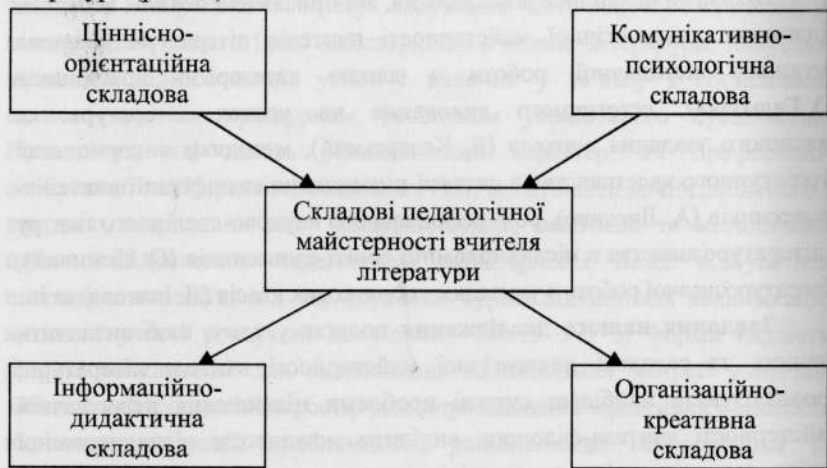 Ціннісно-
орієнтаційна
складова
Комунікативно-
психологічна
складова
Складові педагогічної
майстерності вчителя
літератури
Інформаційно-
дидактична
складова
Організаційно-
креативна
складова